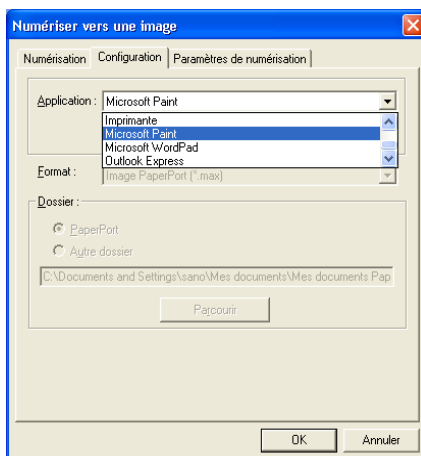 Numériser vers une image
Numérisation Configuration Paramètres de numérisation
Application : Microsoft Paint
Imprimante
Microsoft Paint
Microsoft WordPad
Outlook Express
Format : Image PaperPort (*.max)
Dossier :
PaperPort
Autre dossier
C:\Documents and Settings\sano\Mes documents\Mes documents Pap
Parcourir
OK Annuler